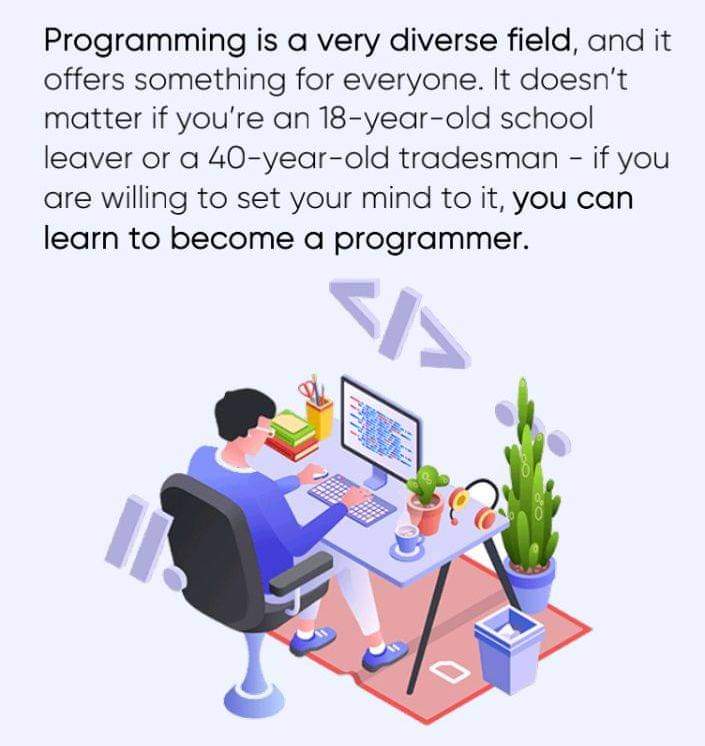 Programming is a very diverse field, and it
offers something for everyone. It doesn't
matter if you're an 18-year-old school
leaver or a 40-year-old tradesman - if you
are willing to set your mind to it, you can
learn to become a programmer.
</>